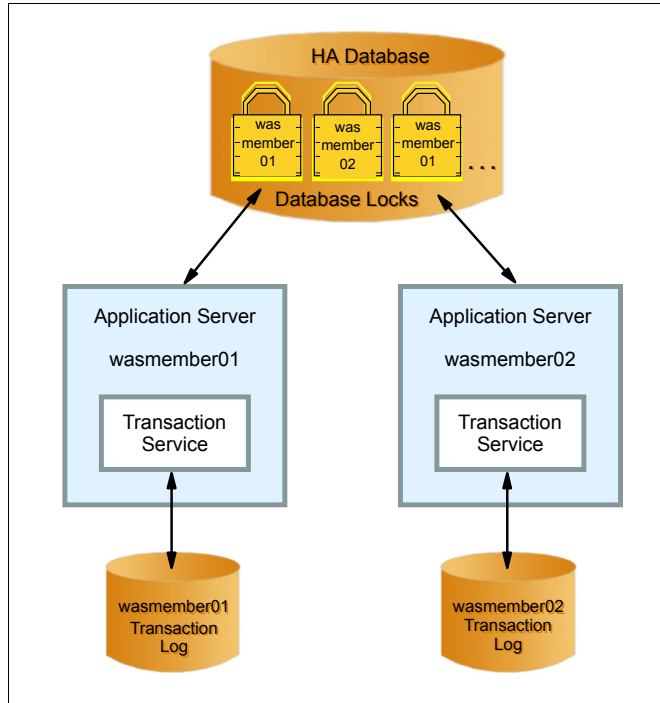 HA Database
was
member
01
was
member
02
was
member
01
...
Database Locks
Application Server
wasmember01
Transaction
Service
Application Server
wasmember02
Transaction
Service
wasmember01
Transaction
Log
wasmember02
Transaction
Log